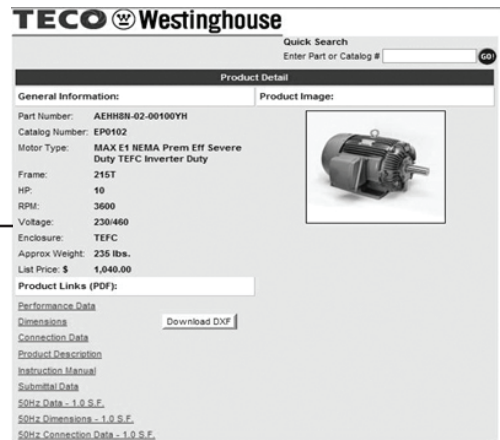 TECO Westinghouse
Quick Search
Enter Part or Catalog # GO!
Product Detail
General Information: Product Image:
Part Number: AEHH8N-02-00100YH
Catalog Number: EP0102
Motor Type: MAX E1 NEMA Prem Eff Severe
Duty TEFC Inverter Duty
Frame: 215T
HP: 10
RPM: 3600
Voltage: 230/460
Enclosure: TEFC
Approx Weight: 235 lbs.
List Price: $ 1,040.00
Product Links (PDF):
Performance Data
Dimensions Download DXF
Connection Data
Product Description
Instruction Manual
Submittal Data
50Hz Data - 1.0 S.F.
50Hz Dimensions - 1.0 S.F.
50Hz Connection Data - 1.0 S.F.